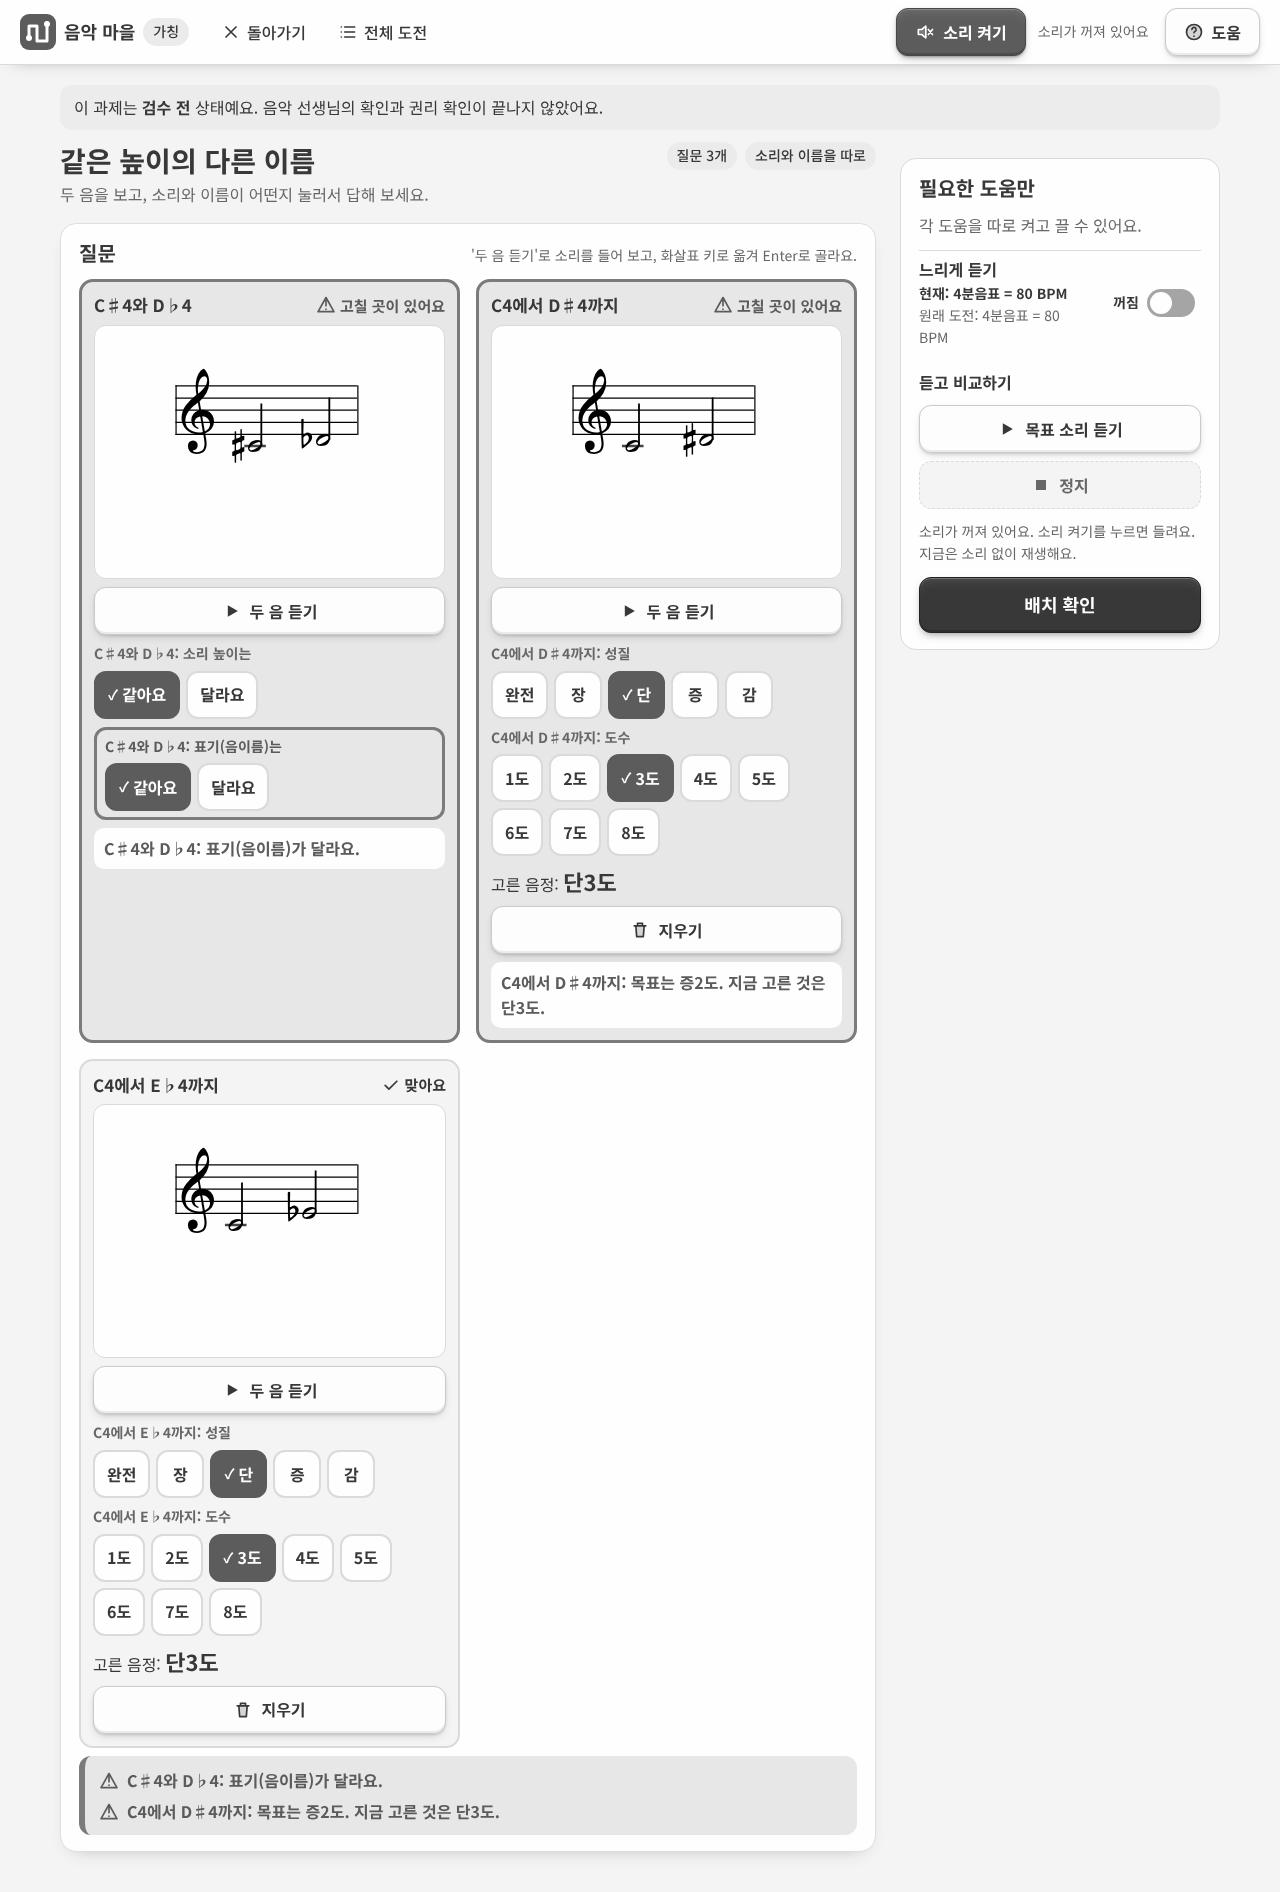 음악 마을 가칭 돌아가기 전체 도전 소리 켜기 소리가 꺼져 있어요 도움
이 과제는 검수 전 상태예요. 음악 선생님의 확인과 권리 확인이 끝나지 않았어요.
같은 높이의 다른 이름
질문 3개 소리와 이름을 따로
두 음을 보고, 소리와 이름이 어떤지 눌러서 답해 보세요.
질문
'두 음 듣기'로 소리를 들어 보고, 화살표 키로 옮겨 Enter로 골라요.
C♯4와 D♭4 고칠 곳이 있어요
두 음 듣기
C♯4와 D♭4: 소리 높이는
✓ 같아요 달라요
C♯4와 D♭4: 표기(음이름)는
✓ 같아요 달라요
C♯4와 D♭4: 표기(음이름)가 달라요.
C4에서 D♯4까지 고칠 곳이 있어요
두 음 듣기
C4에서 D♯4까지: 성질
완전 장 ✓ 단 증 감
C4에서 D♯4까지: 도수
1도 2도 ✓ 3도 4도 5도
6도 7도 8도
고른 음정: 단3도
지우기
C4에서 D♯4까지: 목표는 증2도. 지금 고른 것은
단3도.
C4에서 E♭4까지 맞아요
두 음 듣기
C4에서 E♭4까지: 성질
완전 장 ✓ 단 증 감
C4에서 E♭4까지: 도수
1도 2도 ✓ 3도 4도 5도
6도 7도 8도
고른 음정: 단3도
지우기
C♯4와 D♭4: 표기(음이름)가 달라요.
C4에서 D♯4까지: 목표는 증2도. 지금 고른 것은 단3도.
필요한 도움만
각 도움을 따로 켜고 끌 수 있어요.
느리게 듣기
현재: 4분음표 = 80 BPM
원래 도전: 4분음표 = 80
BPM
꺼짐
듣고 비교하기
목표 소리 듣기
정지
소리가 꺼져 있어요. 소리 켜기를 누르면 들려요.
지금은 소리 없이 재생해요.
배치 확인